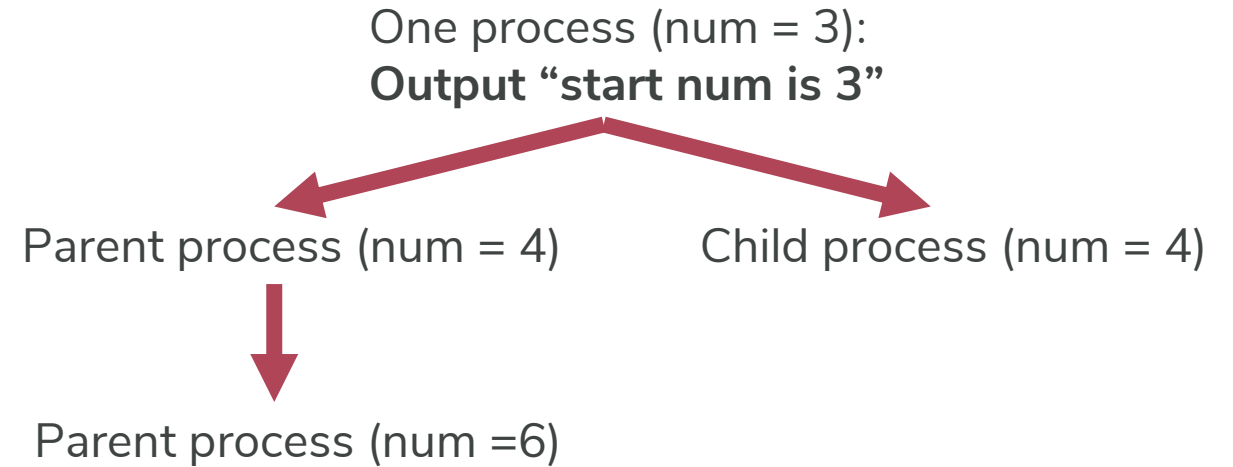 One process (num = 3):
Output “start num is 3”
Parent process (num = 4)
Child process (num = 4)
Parent process (num =6)